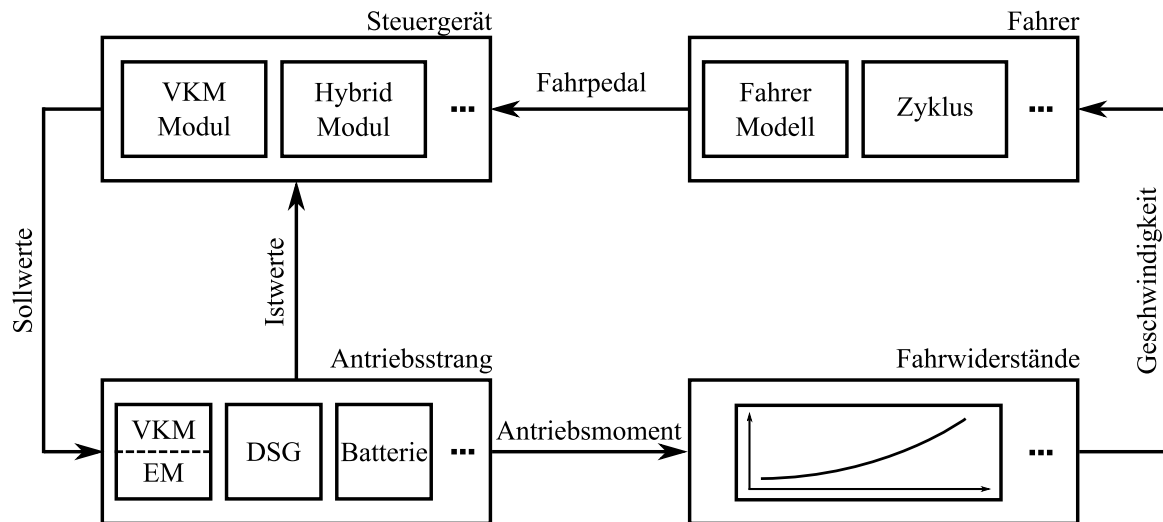 Steuergerät
Fahrer
VKM
Modul
Hybrid
Modul
...
Fahrpedal
Fahrer
Modell
Zyklus
...
Sollwerte
Istwerte
Geschwindigkeit
Antriebsstrang
Fahrwiderstände
VKM
EM
DSG
Batterie
...
Antriebsmoment
...